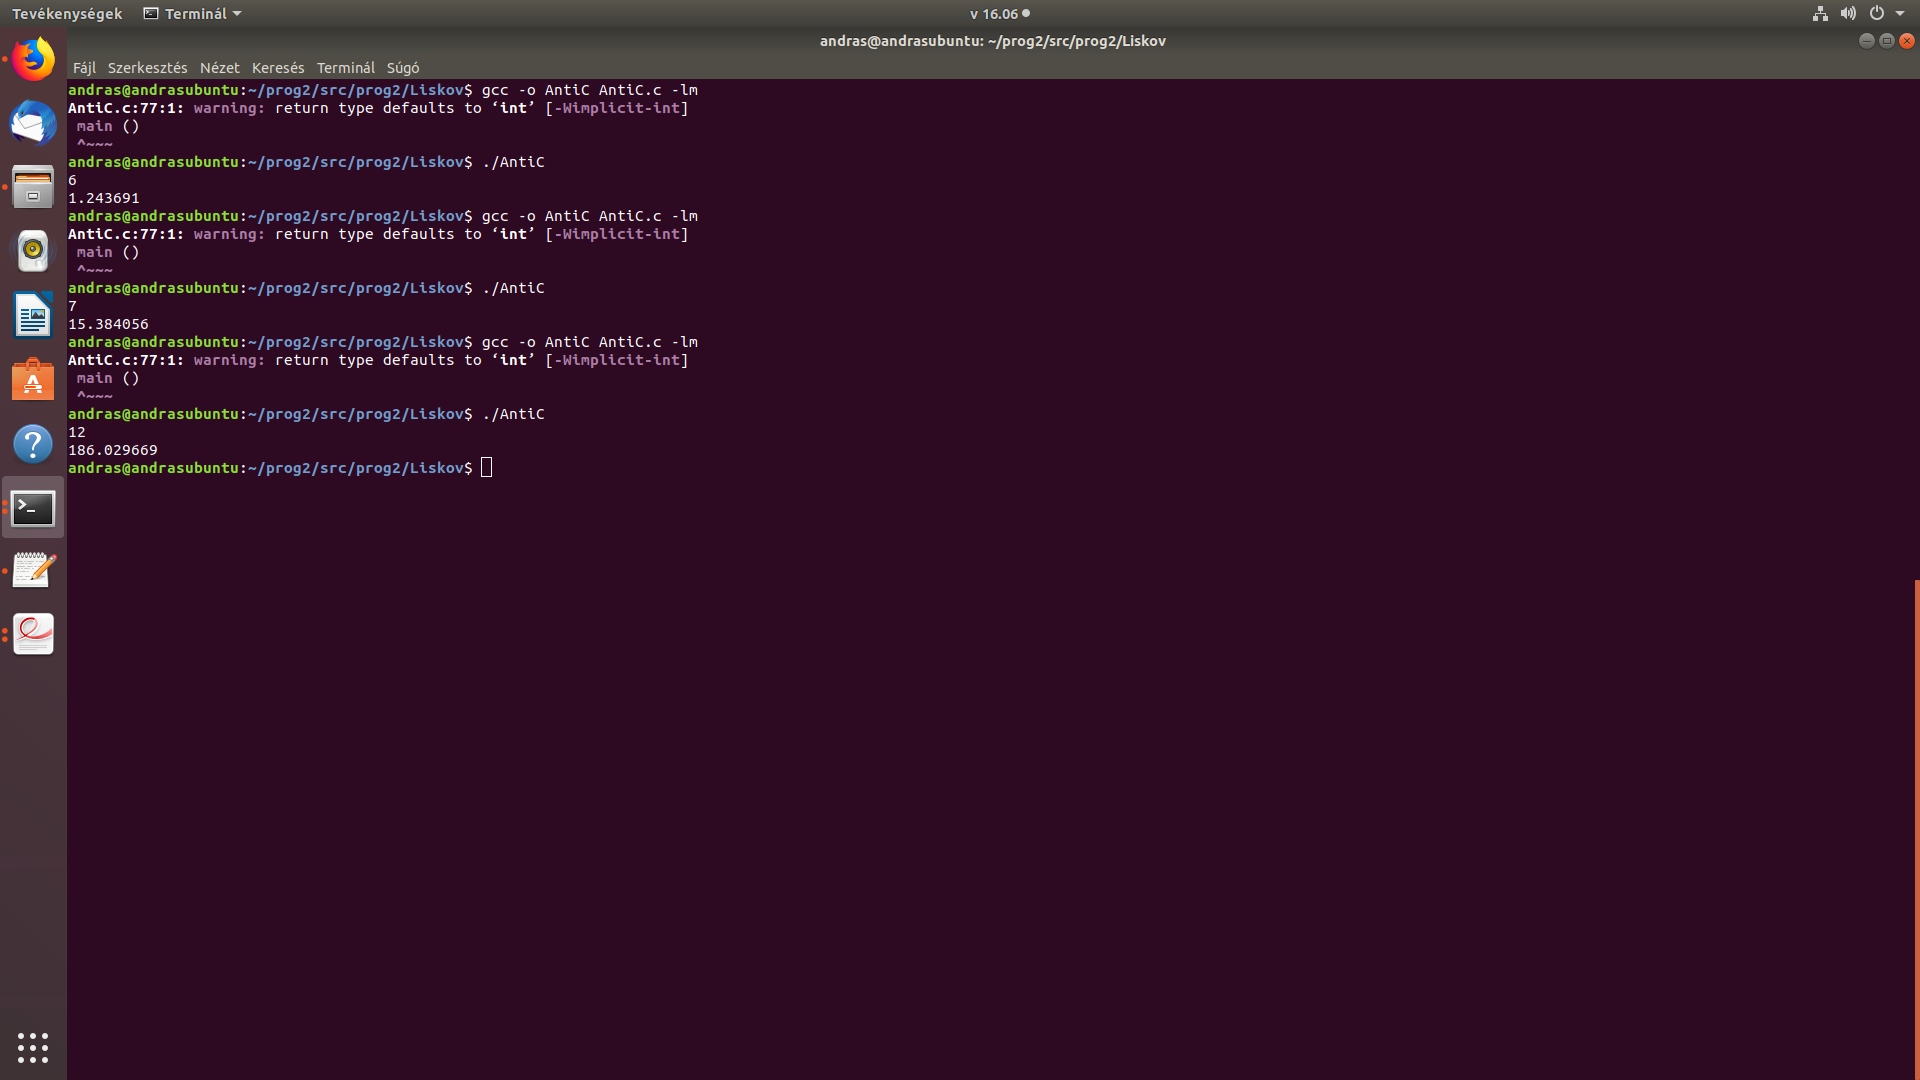 Tevékenységek Terminál v 16.06
andras@andrasubuntu: ~/prog2/src/prog2/Liskov
Fájl Szerkesztés Nézet Keresés Terminál Súgó
andras@andrasubuntu:~/prog2/src/prog2/Liskov$ gcc -o AntiC AntiC.c -lm
AntiC.c:77:1: warning: return type defaults to ‘int’ [-Wimplicit-int]
main ()
^~~~
andras@andrasubuntu:~/prog2/src/prog2/Liskov$ ./AntiC
6
1.243691
andras@andrasubuntu:~/prog2/src/prog2/Liskov$ gcc -o AntiC AntiC.c -lm
AntiC.c:77:1: warning: return type defaults to ‘int’ [-Wimplicit-int]
main ()
^~~~
andras@andrasubuntu:~/prog2/src/prog2/Liskov$ ./AntiC
7
15.384056
andras@andrasubuntu:~/prog2/src/prog2/Liskov$ gcc -o AntiC AntiC.c -lm
AntiC.c:77:1: warning: return type defaults to ‘int’ [-Wimplicit-int]
main ()
^~~~
andras@andrasubuntu:~/prog2/src/prog2/Liskov$ ./AntiC
12
186.029669
andras@andrasubuntu:~/prog2/src/prog2/Liskov$